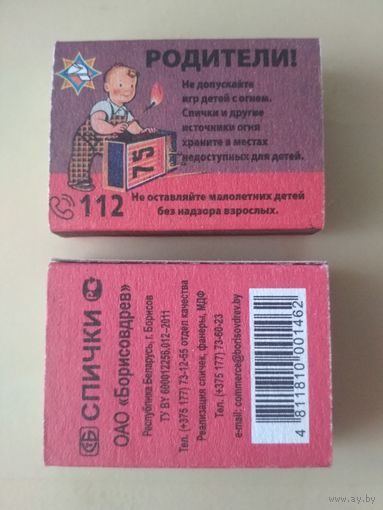 РОДИТЕЛИ!
Не допускайте
игр детей с огнем.
Спички и другие
источники огня
храните в местах
недоступных для детей.
75
112
Не оставляйте малолетних детей
без надзора взрослых.
СПИЧКИ
ОАО «Борисовдрев»
Республика Беларусь, г. Борисов
ТУ BY 600012256.012-2011
Тел. (+375 177) 73-12-55 отдел качества
Реализация спичек, фанеры, МДФ
Тел. (+375 177) 73-60-23
e-mail: commerce@borisovdrev.by
4 811810 001462
ay.by